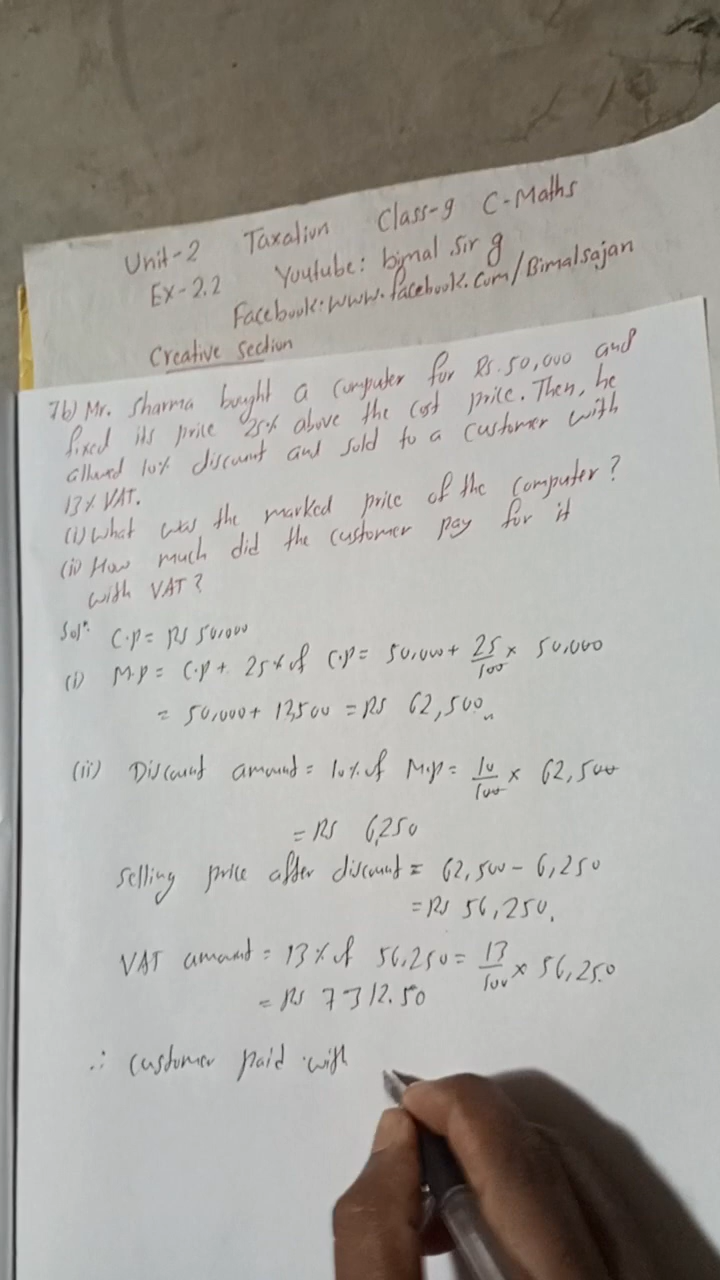 Unit-2 Taxation Class-9 C-Maths
Ex-2.2 Youtube: bimal sir g
Facebook: www.facebook.com/Bimalsajan
Creative section
7b) Mr. Sharma bought a computer for Rs. 50,000 and
fixed its price 25% above the cost price. Then, he
allowed 10% discount and sold to a customer with
13% VAT.
(i) What was the marked price of the computer?
(ii) How much did the customer pay for it
with VAT?
Solⁿ. C.P = Rs 50,000
(i) M.P = C.P + 25% of C.P = 50,000 + 25/100 × 50,000
= 50,000 + 12,500 = Rs 62,500
(ii) Discount amount = 10% of M.P = 10/100 × 62,500
= Rs 6,250
Selling price after discount = 62,500 - 6,250
= Rs 56,250.
VAT amount = 13% of 56,250 = 13/100 × 56,250
= Rs 7312.50
∴ Customer paid with